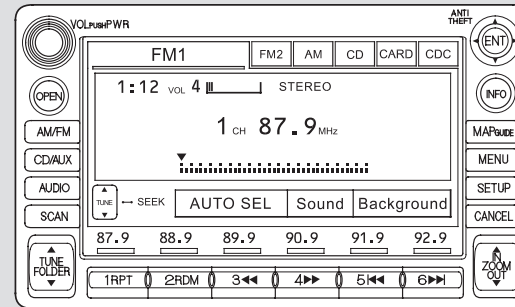 VOL PUSH PWR
ANTI THEFT
ENT
FM1 FM2 AM CD CARD CDC
1:12 VOL 4 STEREO
OPEN
INFO
1 CH 87.9 MHz
AM/FM
MAP GUIDE
CD/AUX
MENU
AUDIO
SETUP
TUNE SEEK AUTO SEL Sound Background
SCAN
CANCEL
87.9 88.9 89.9 90.9 91.9 92.9
TUNE
FOLDER
IN
ZOOM
OUT
1RPT 2RDM 3 4 5 6